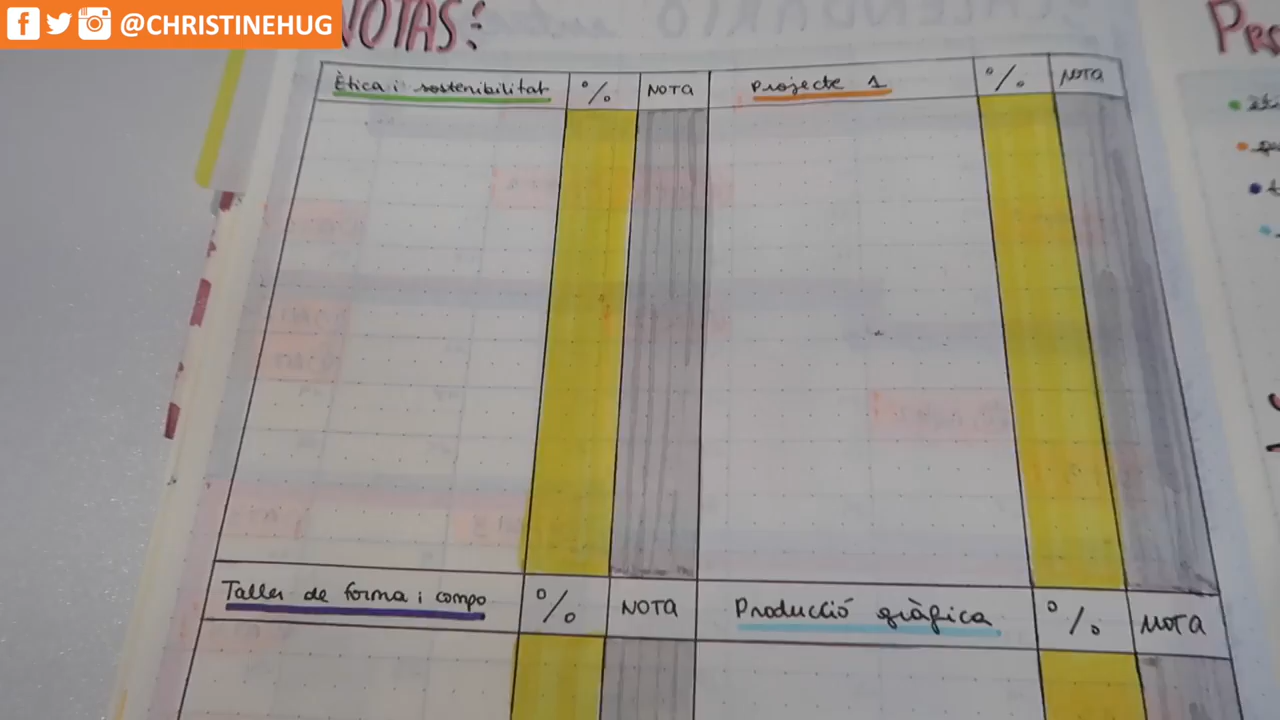 @CHRISTINEHUG
NOTAS:
Ètica i sostenibilitat % NOTA Projecte 1 % NOTA
Taller de forma i compo % NOTA Producció gràfica % NOTA